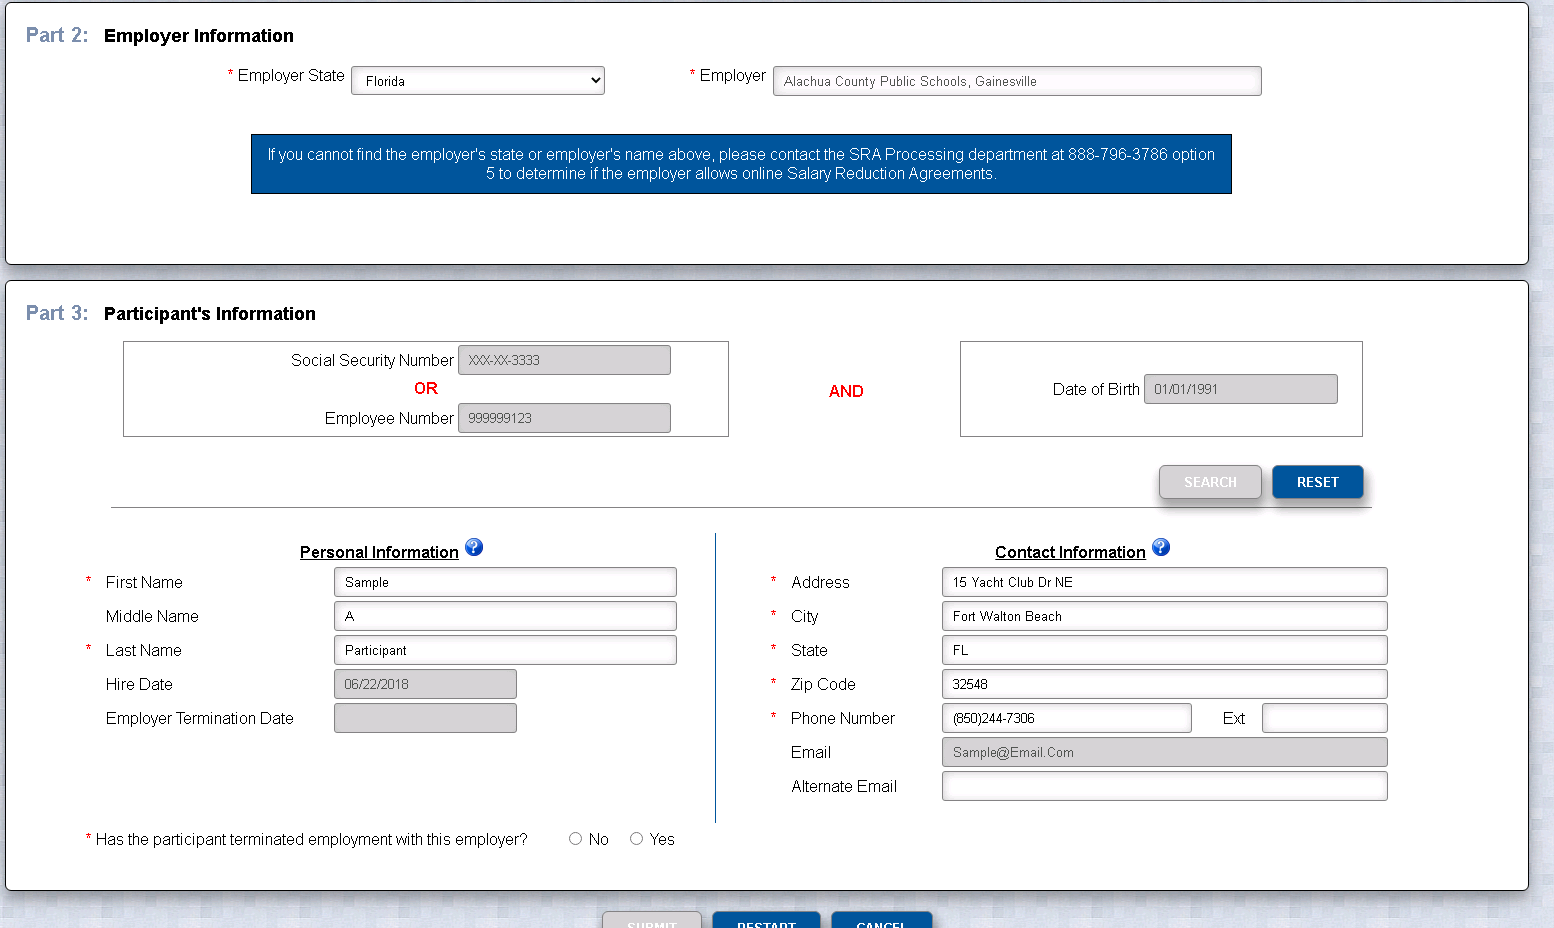 Part 2: Employer Information
* Employer State Florida * Employer Alachua County Public Schools, Gainesville
If you cannot find the employer's state or employer's name above, please contact the SRA Processing department at 888-796-3786 option
5 to determine if the employer allows online Salary Reduction Agreements.
Part 3: Participant's Information
Social Security Number XXX-XX-3333
OR
Employee Number 999999123
AND
Date of Birth 01/01/1991
SEARCH RESET
Personal Information ?
* First Name Sample
Middle Name A
* Last Name Participant
Hire Date 06/22/2018
Employer Termination Date
Contact Information ?
* Address 15 Yacht Club Dr NE
* City Fort Walton Beach
* State FL
* Zip Code 32548
* Phone Number (850)244-7306 Ext
Email Sample@Email.Com
Alternate Email
* Has the participant terminated employment with this employer? No Yes
SUBMIT RESTART CANCEL